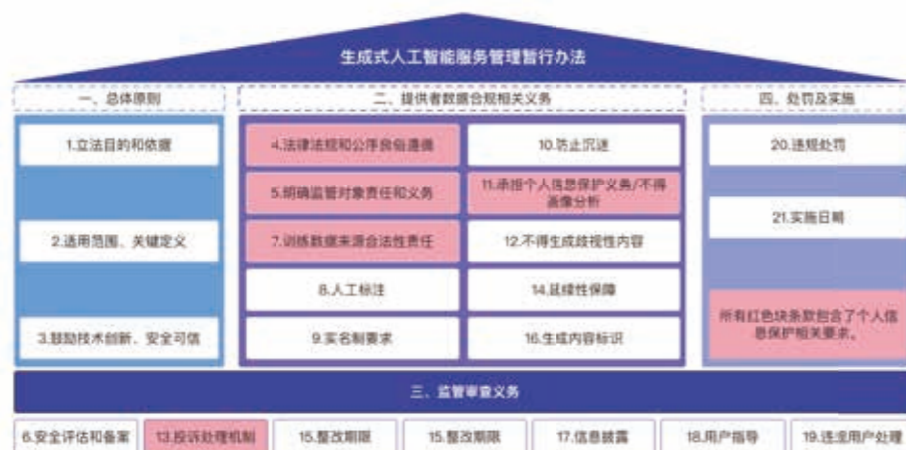 生成式人工智能服务管理暂行办法
一、总体原则
二、提供者数据合规相关义务
四、处罚及实施
1.立法目的和依据
4.法律法规和公序良俗遵循
10.防止沉迷
20.违规处罚
5.明确监管对象责任和义务
11.承担个人信息保护义务/不得
画像分析
2.适用范围、关键定义
7.训练数据来源合法性责任
12.不得生成歧视性内容
21.实施日期
8.人工标注
14.延续性保障
3.鼓励技术创新、安全可信
9.实名制要求
16.生成内容标识
所有红色块条款包含了个人信
息保护相关要求。
三、监管审查义务
6.安全评估和备案
13.投诉处理机制
15.整改期限
15.整改期限
17.信息披露
18.用户指导
19.违法用户处理